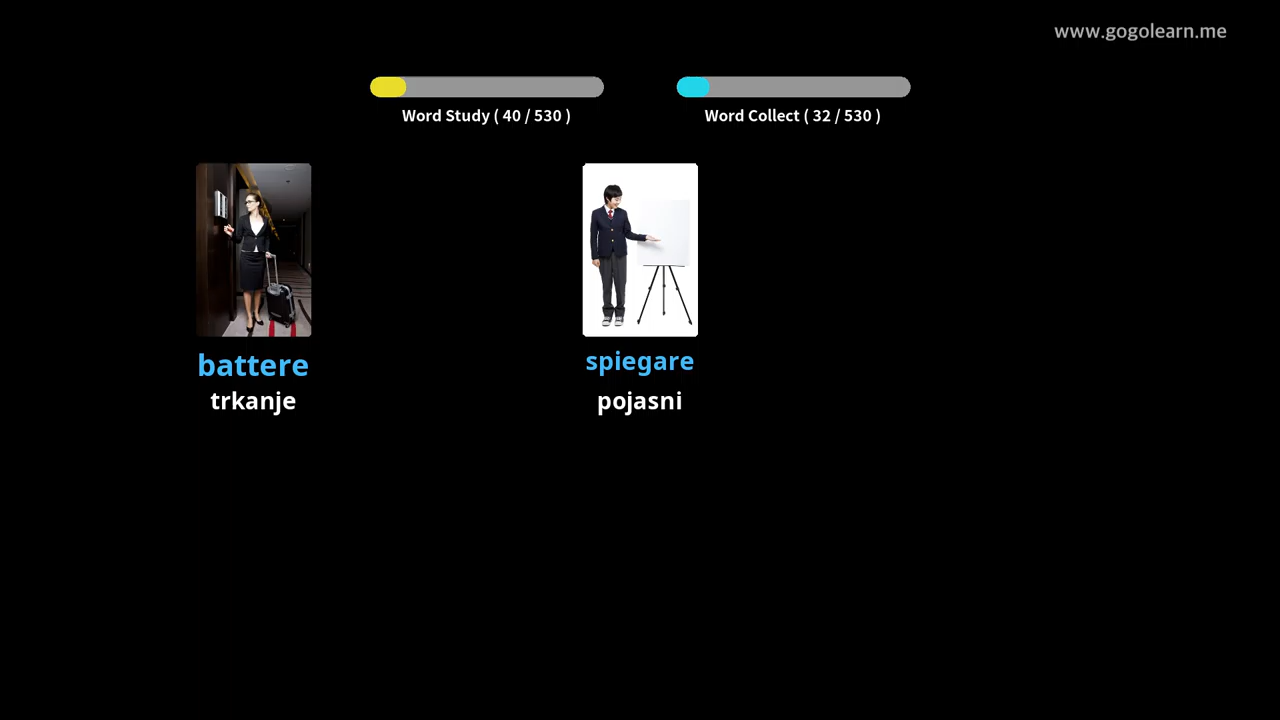 www.gogolearn.me
Word Study ( 40 / 530 )
Word Collect ( 32 / 530 )
battere
trkanje
spiegare
pojasni